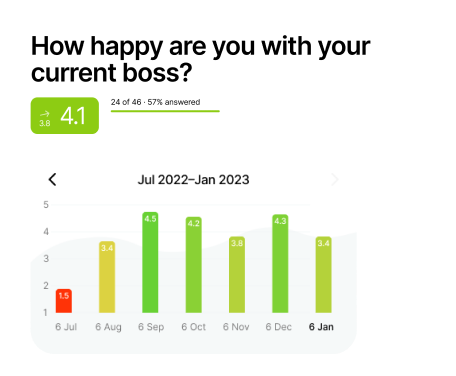 How happy are you with your
current boss?
3.8
4.1
24 of 46 · 57% answered
Jul 2022–Jan 2023
5
4
3
2
1
1.5
3.4
4.5
4.2
3.8
4.3
3.4
6 Jul
6 Aug
6 Sep
6 Oct
6 Nov
6 Dec
6 Jan